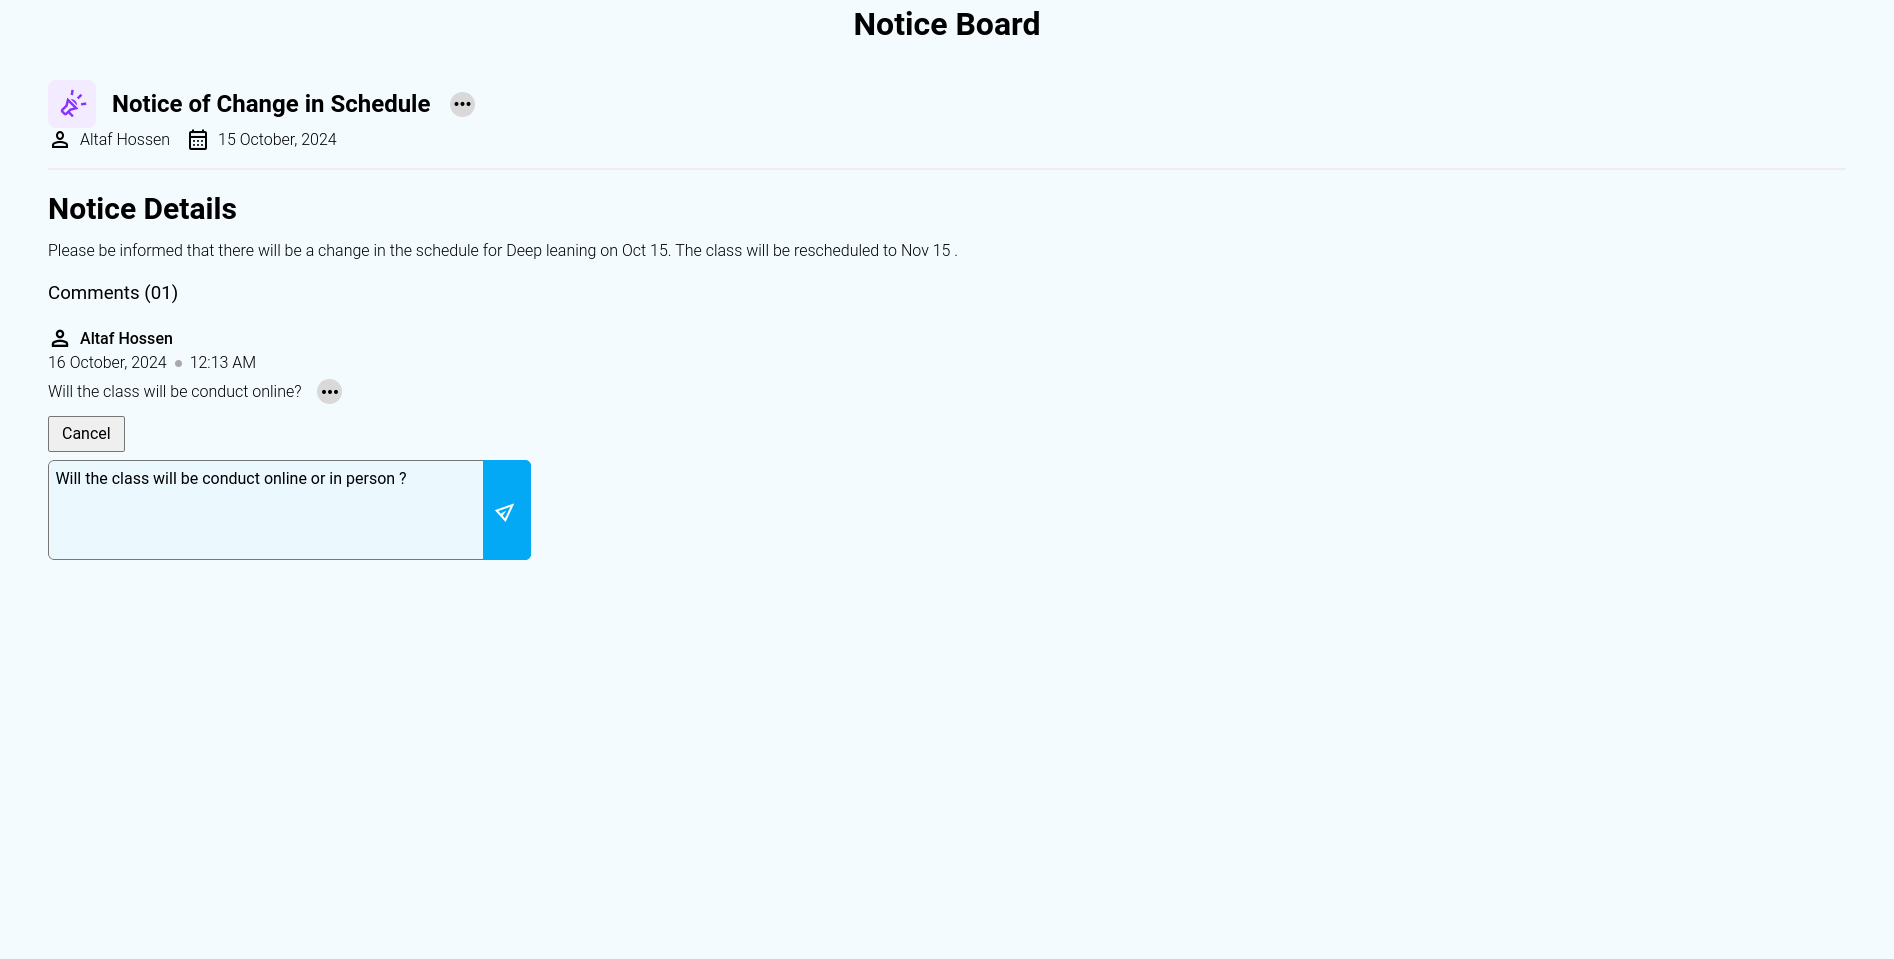 Notice Board
Notice of Change in Schedule
Altaf Hossen 15 October, 2024
Notice Details
Please be informed that there will be a change in the schedule for Deep leaning on Oct 15. The class will be rescheduled to Nov 15 .
Comments (01)
Altaf Hossen
16 October, 2024 12:13 AM
Will the class will be conduct online?
Cancel
Will the class will be conduct online or in person ?